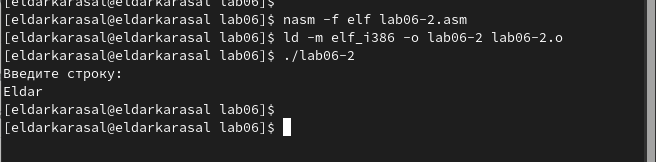 [eldarkarasal@eldarkarasal lab06]$
[eldarkarasal@eldarkarasal lab06]$ nasm -f elf lab06-2.asm
[eldarkarasal@eldarkarasal lab06]$ ld -m elf_i386 -o lab06-2 lab06-2.o
[eldarkarasal@eldarkarasal lab06]$ ./lab06-2
Введите строку:
Eldar
[eldarkarasal@eldarkarasal lab06]$
[eldarkarasal@eldarkarasal lab06]$